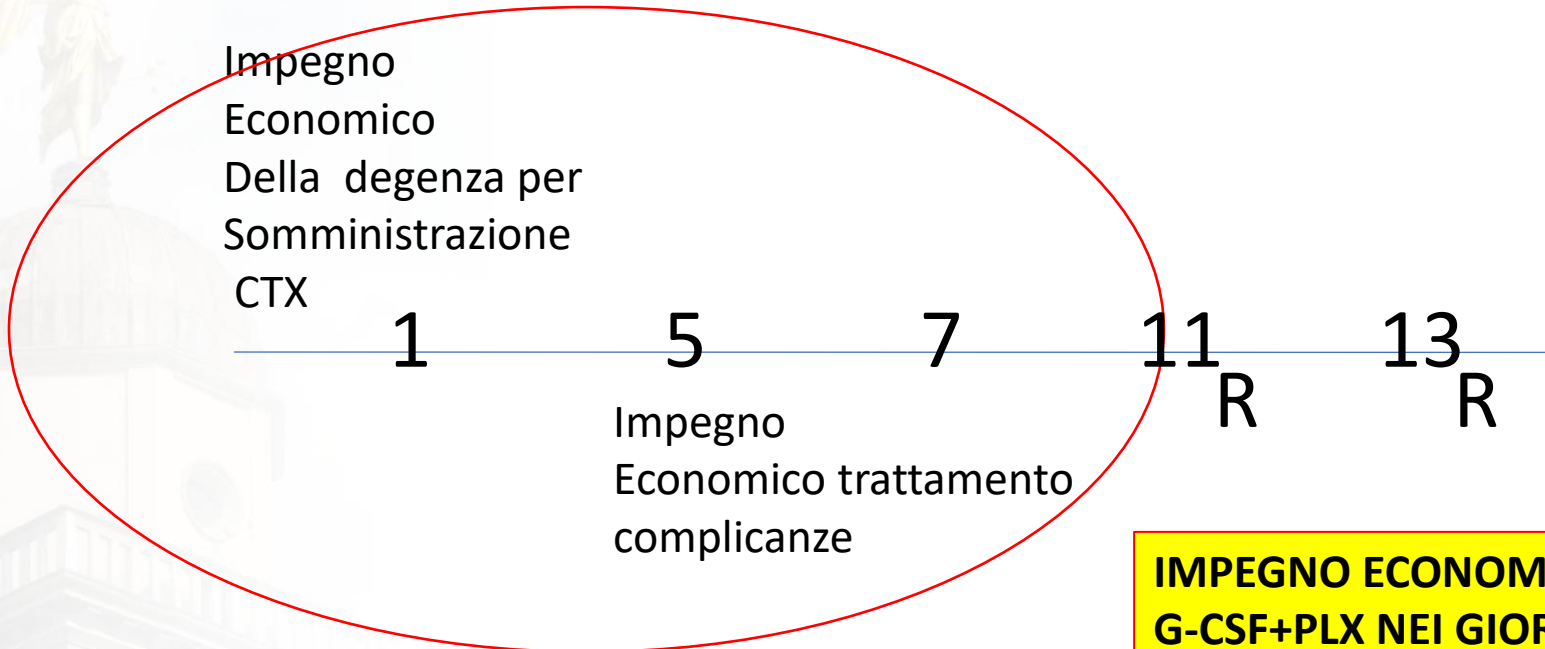 Impegno
Economico
Della degenza per
Somministrazione
CTX
1 5 7 11 13
R R
Impegno
Economico trattamento
complicanze
IMPEGNO ECONOM
G-CSF+PLX NEI GIOR